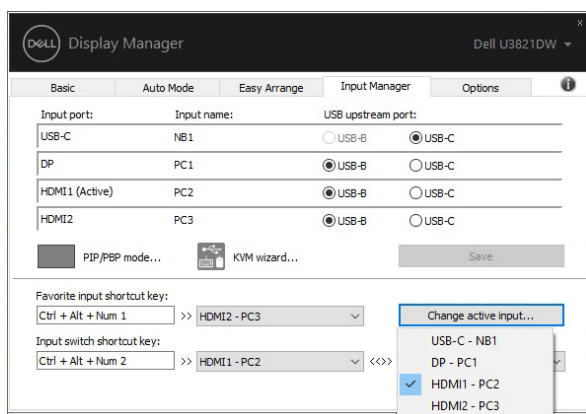 DELL Display Manager Dell U3821DW
x
Basic Auto Mode Easy Arrange Input Manager Options
Input port: Input name: USB upstream port:
USB-C NB1 USB-B USB-C
DP PC1 USB-B USB-C
HDMI1 (Active) PC2 USB-B USB-C
HDMI2 PC3 USB-B USB-C
PIP/PBP mode... KVM wizard... Save
Favorite input shortcut key:
Ctrl + Alt + Num 1 >> HDMI2 - PC3 Change active input...
Input switch shortcut key:
Ctrl + Alt + Num 2 >> HDMI1 - PC2 <<>>
USB-C - NB1
DP - PC1
HDMI1 - PC2
HDMI2 - PC3